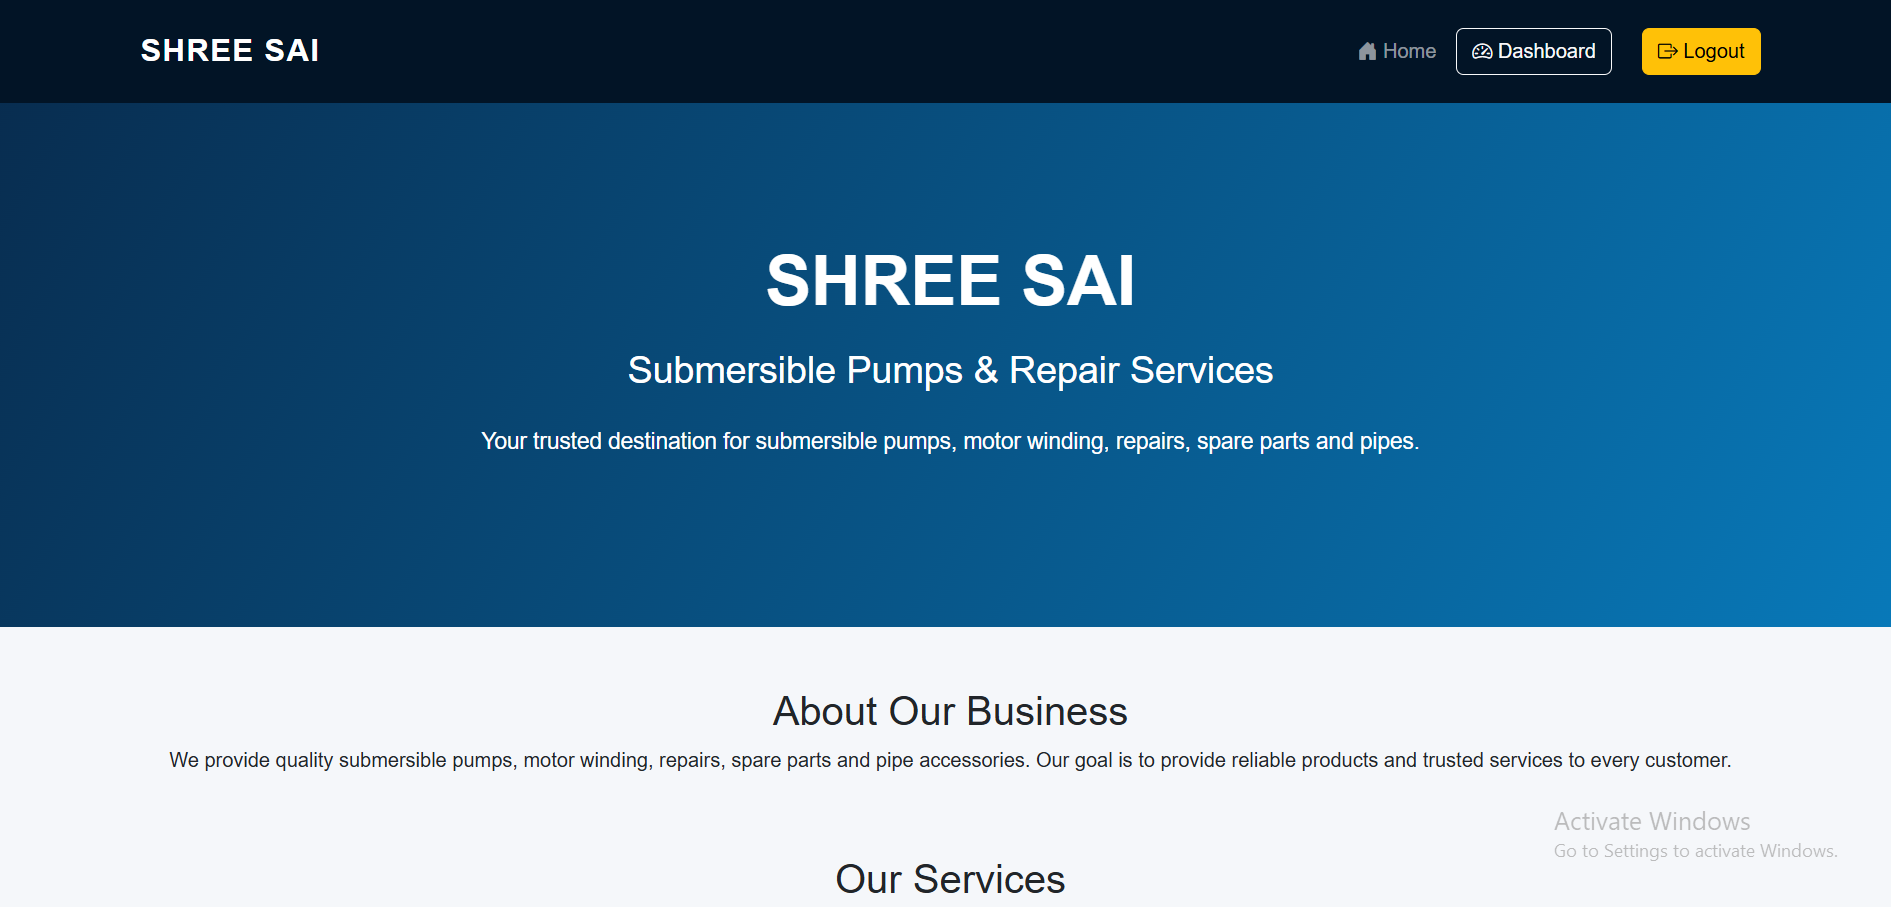 SHREE SAI
Home
Dashboard
Logout
SHREE SAI
Submersible Pumps & Repair Services
Your trusted destination for submersible pumps, motor winding, repairs, spare parts and pipes.
About Our Business
We provide quality submersible pumps, motor winding, repairs, spare parts and pipe accessories. Our goal is to provide reliable products and trusted services to every customer.
Activate Windows
Go to Settings to activate Windows.
Our Services